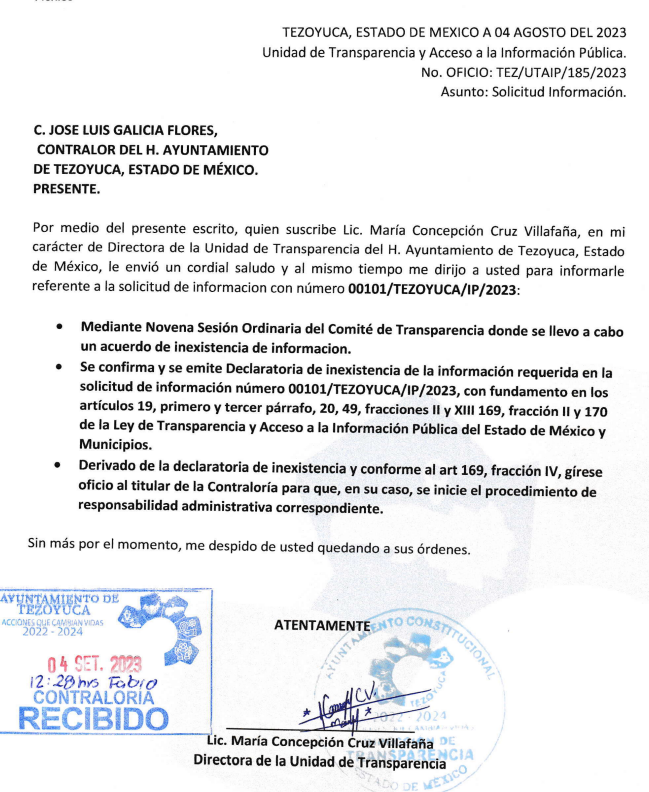 TEZOYUCA, ESTADO DE MEXICO A 04 AGOSTO DEL 2023
Unidad de Transparencia y Acceso a la Información Pública.
No. OFICIO: TEZ/UTAIP/185/2023
Asunto: Solicitud Información.
C. JOSE LUIS GALICIA FLORES,
CONTRALOR DEL H. AYUNTAMIENTO
DE TEZOYUCA, ESTADO DE MÉXICO.
PRESENTE.
Por medio del presente escrito, quien suscribe Lic. María Concepción Cruz Villafaña, en mi
carácter de Directora de la Unidad de Transparencia del H. Ayuntamiento de Tezoyuca, Estado
de México, le envió un cordial saludo y al mismo tiempo me dirijo a usted para informarle
referente a la solicitud de informacion con número 00101/TEZOYUCA/IP/2023:
• Mediante Novena Sesión Ordinaria del Comité de Transparencia donde se llevo a cabo
un acuerdo de inexistencia de informacion.
• Se confirma y se emite Declaratoria de inexistencia de la información requerida en la
solicitud de información número 00101/TEZOYUCA/IP/2023, con fundamento en los
artículos 19, primero y tercer párrafo, 20, 49, fracciones II y XIII 169, fracción II y 170
de la Ley de Transparencia y Acceso a la Información Pública del Estado de México y
Municipios.
• Derivado de la declaratoria de inexistencia y conforme al art 169, fracción IV, gírese
oficio al titular de la Contraloría para que, en su caso, se inicie el procedimiento de
responsabilidad administrativa correspondiente.
Sin más por el momento, me despido de usted quedando a sus órdenes.
AYUNTAMIENTO DE
TEZOYUCA
ACCIONES QUE CAMBIAN VIDAS
2022 - 2024
04 SET. 2023
12:28 hrs Fabio
CONTRALORIA
RECIBIDO
ATENTAMENTE
AYUNTAMIENTO CONSTITUCIONAL
TEZOYUCA
2022 - 2024
TRANSPARENCIA
ESTADO DE MEXICO
Lic. María Concepción Cruz Villafaña
Directora de la Unidad de Transparencia